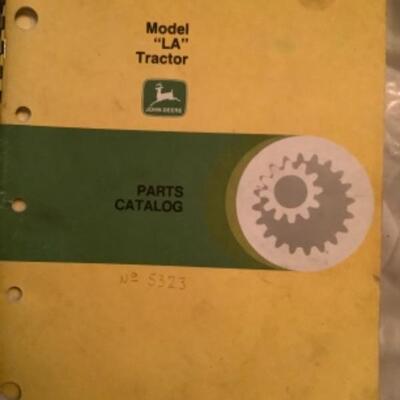 Model
"LA"
Tractor
JOHN DEERE
PARTS
CATALOG
Nº 5323